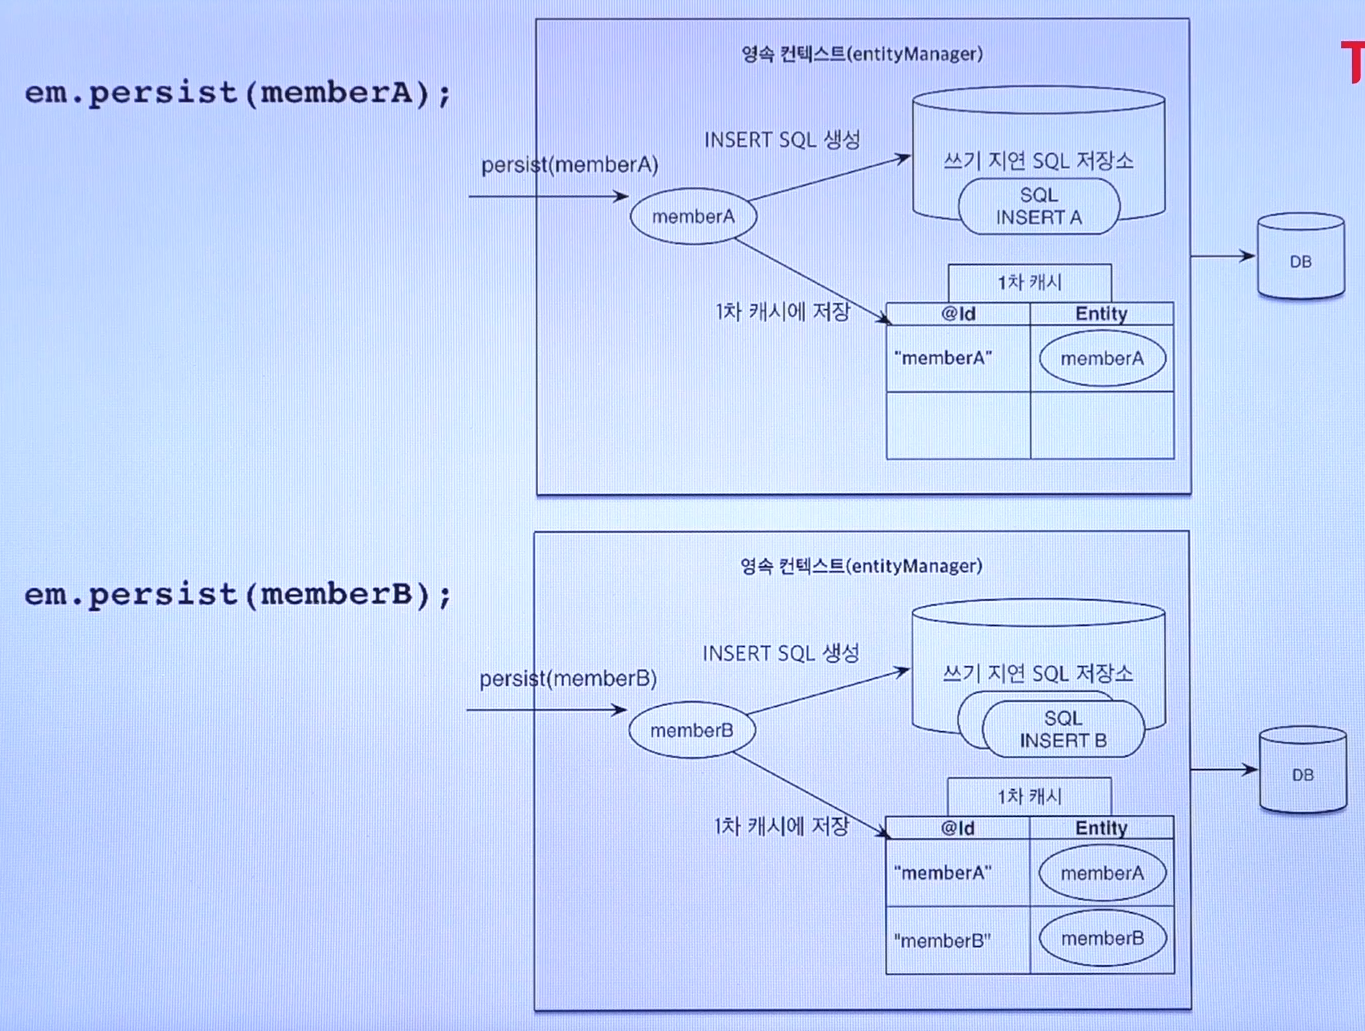 영속 컨텍스트(entityManager)
T
em.persist(memberA);
INSERT SQL 생성
persist(memberA)
쓰기 지연 SQL 저장소
SQL
INSERT A
memberA
DB
1차 캐시
1차 캐시에 저장
@Id Entity
"memberA" memberA
영속 컨텍스트(entityManager)
em.persist(memberB);
INSERT SQL 생성
persist(memberB)
쓰기 지연 SQL 저장소
SQL
INSERT B
memberB
DB
1차 캐시
1차 캐시에 저장
@Id Entity
"memberA" memberA
"memberB" memberB